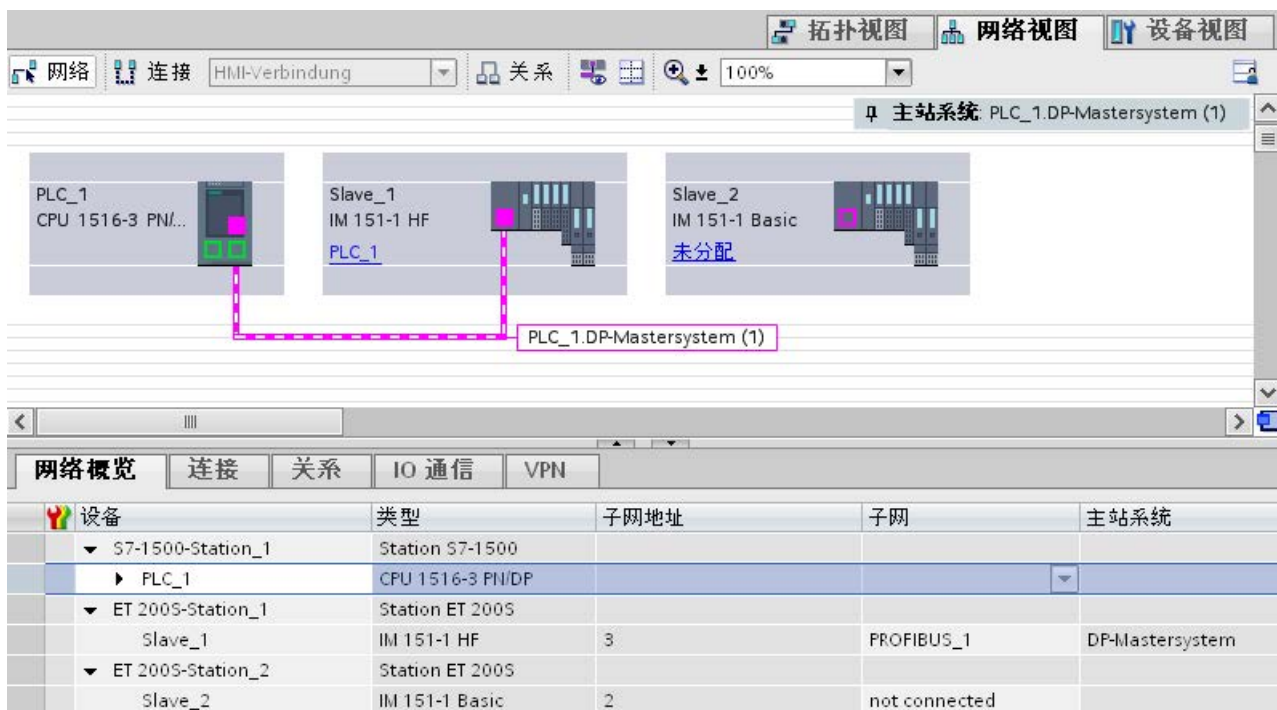 拓扑视图 网络视图 设备视图
网络 连接 HMI-Verbindung 关系 100%
主站系统: PLC_1.DP-Mastersystem (1)
PLC_1
CPU 1516-3 PN/...
Slave_1
IM 151-1 HF
PLC_1
Slave_2
IM 151-1 Basic
未分配
PLC_1.DP-Mastersystem (1)
网络概览 连接 关系 IO 通信 VPN
设备 类型 子网地址 子网 主站系统
S7-1500-Station_1 Station S7-1500
PLC_1 CPU 1516-3 PN/DP
ET 200S-Station_1 Station ET 200S
Slave_1 IM 151-1 HF 3 PROFIBUS_1 DP-Mastersystem
ET 200S-Station_2 Station ET 200S
Slave_2 IM 151-1 Basic 2 not connected